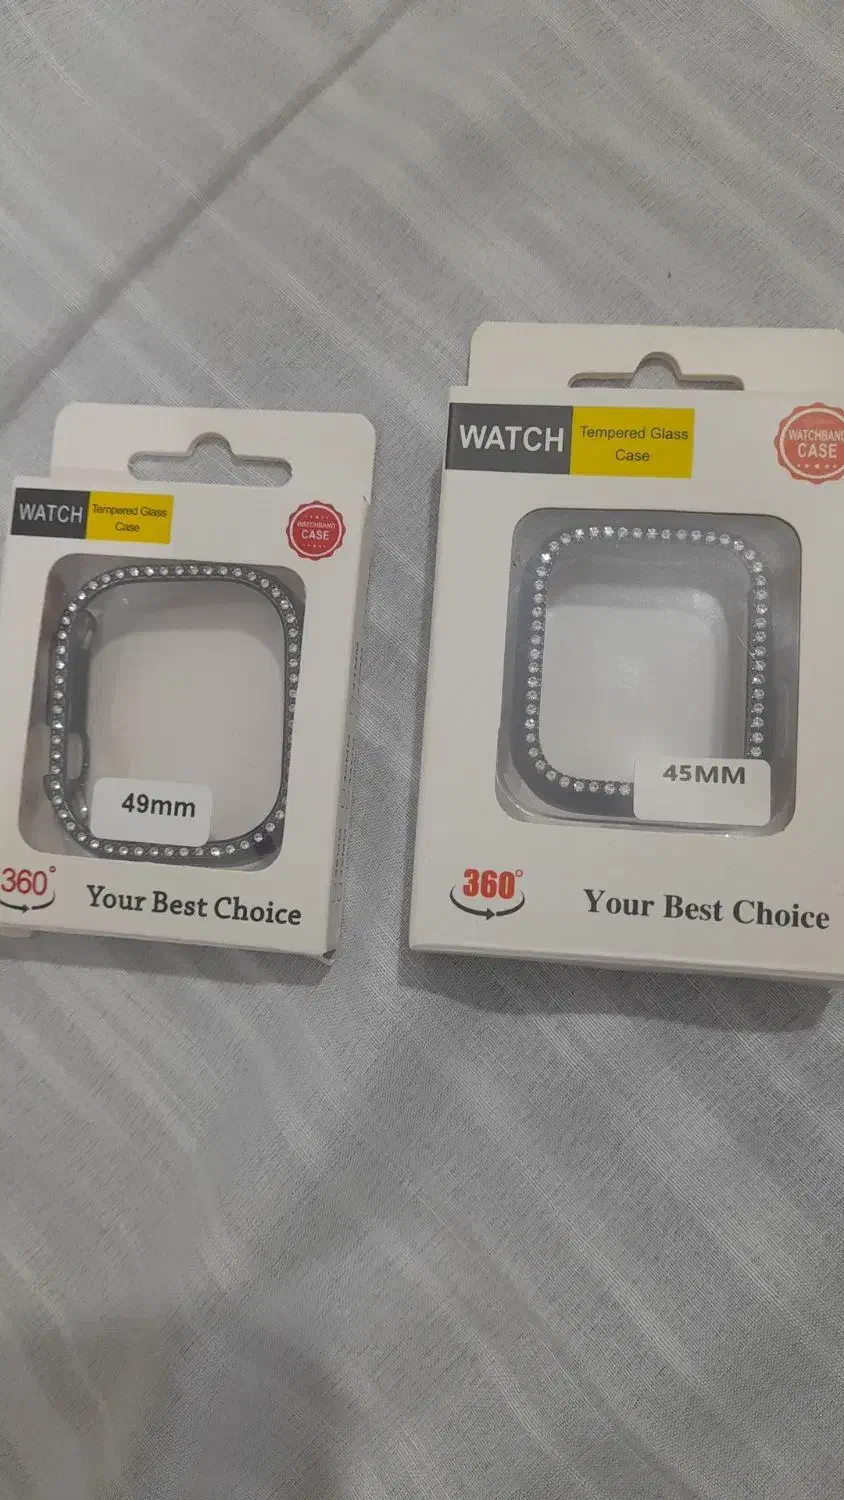 WATCH
Tempered Glass
Case
WATCHBAND
CASE
49mm
360°
Your Best Choice
WATCH
Tempered Glass
Case
WATCHBAND
CASE
45MM
360°
Your Best Choice